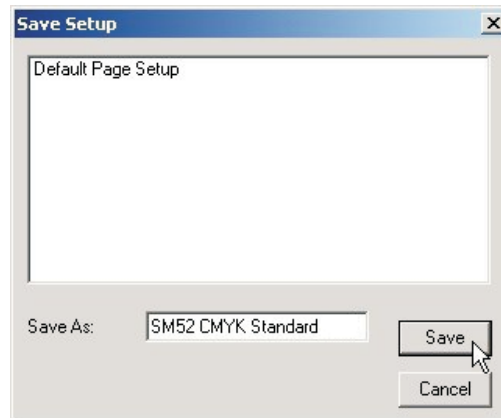 Save Setup
Default Page Setup
Save As:
SM52 CMYK Standard
Save
Cancel